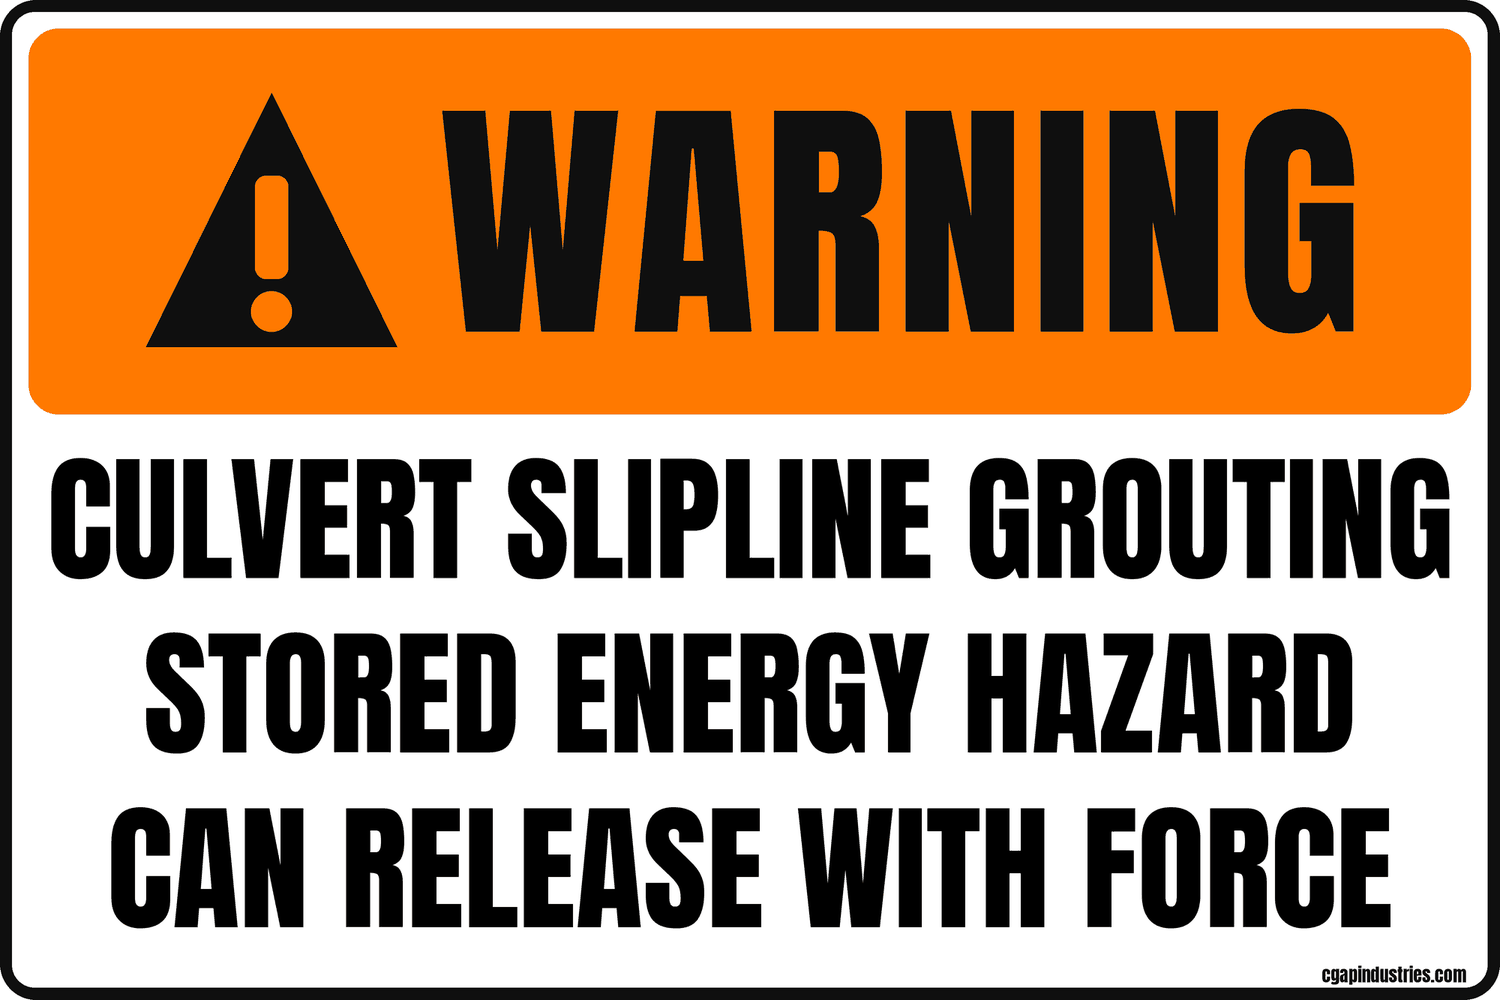 WARNING
CULVERT SLIPLINE GROUTING
STORED ENERGY HAZARD
CAN RELEASE WITH FORCE
cgapindustries.com